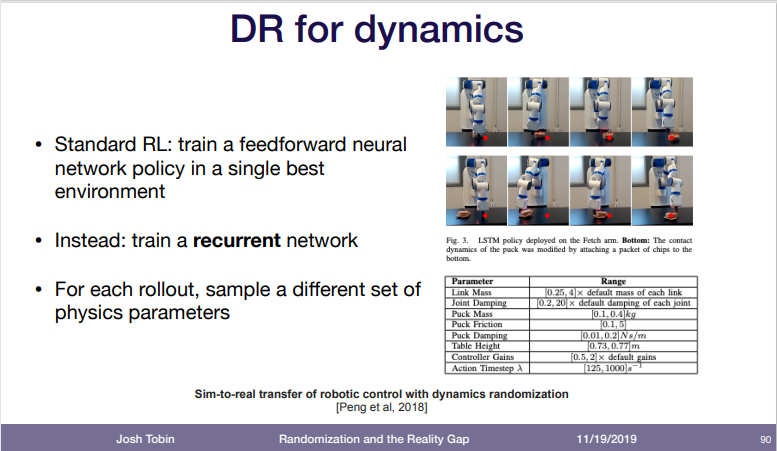 DR for dynamics
• Standard RL: train a feedforward neural
network policy in a single best
environment
• Instead: train a recurrent network
• For each rollout, sample a different set of
physics parameters
Fig. 3. LSTM policy deployed on the Fetch arm. Bottom: The contact
dynamics of the puck was modified by attaching a packet of chips to the
bottom.
Parameter Range
Link Mass [0.25, 4]× default mass of each link
Joint Damping [0.2, 20]× default damping of each joint
Puck Mass [0.1, 0.4]kg
Puck Friction [0.1, 5]
Puck Damping [0.01, 0.2]Ns/m
Table Height [0.73, 0.77]m
Controller Gains [0.5, 2]× default gains
Action Timestep λ [125, 1000]s⁻¹
Sim-to-real transfer of robotic control with dynamics randomization
[Peng et al, 2018]
Josh Tobin Randomization and the Reality Gap 11/19/2019 90